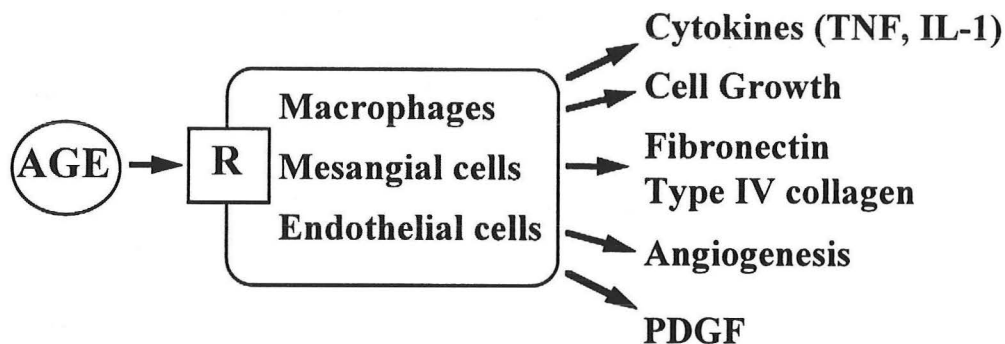 AGE
R
Macrophages
Mesangial cells
Endothelial cells
Cytokines (TNF, IL-1)
Cell Growth
Fibronectin
Type IV collagen
Angiogenesis
PDGF